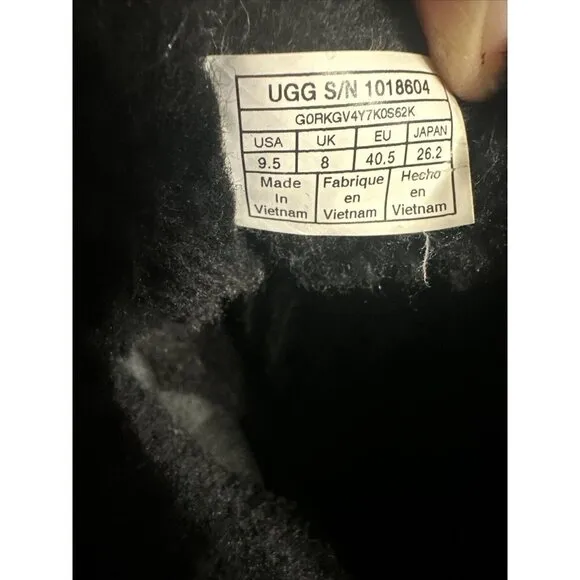 UGG S/N 1018604
G0RKGV4Y7K0S62K
USA UK EU JAPAN
9.5 8 40.5 26.2
Made Fabrique Hecho
In en en
Vietnam Vietnam Vietnam